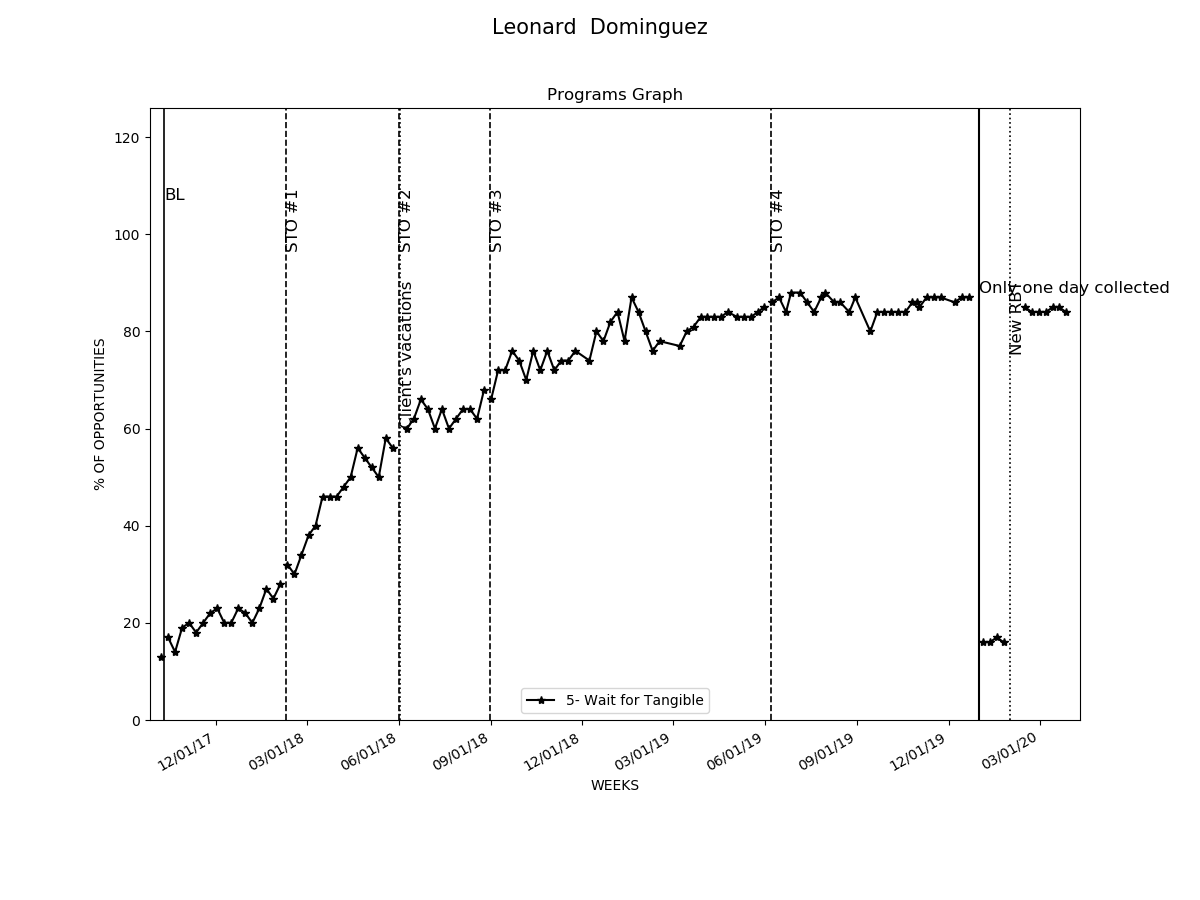 Leonard  Dominguez
Programs Graph
120
100
80
60
40
20
0
% OF OPPORTUNITIES
BL
STO #1
STO #2
Client's vacations
STO #3
STO #4
Only one day collected
New RBT
5- Wait for Tangible
12/01/17
03/01/18
06/01/18
09/01/18
12/01/18
03/01/19
06/01/19
09/01/19
12/01/19
03/01/20
WEEKS